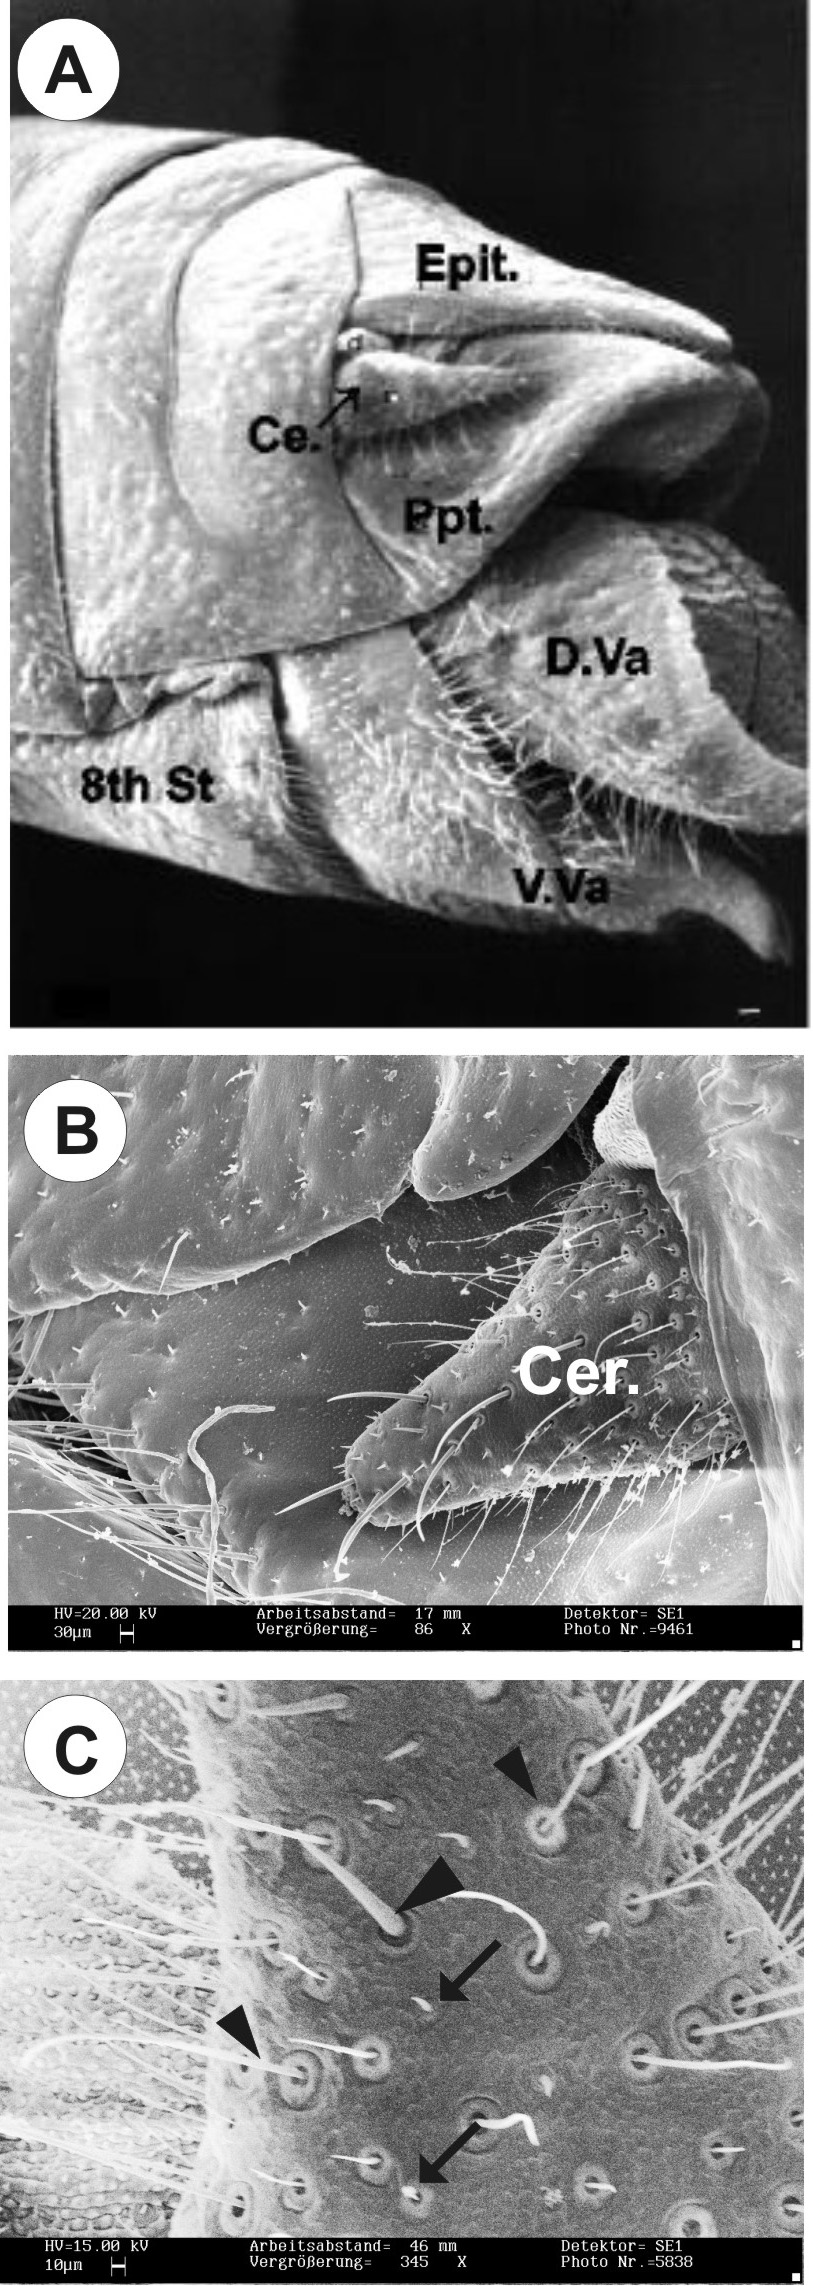 A
Epit.
Ce.
Ppt.
D.Va
8th St
V.Va
B
Cer.
HV=20.00 kV Arbeitsabstand= 17 mm Detektor= SE1
30µm Vergrößerung= 86 X Photo Nr.=9461
C
HV=15.00 kV Arbeitsabstand= 46 mm Detektor= SE1
10µm Vergrößerung= 345 X Photo Nr.=5838